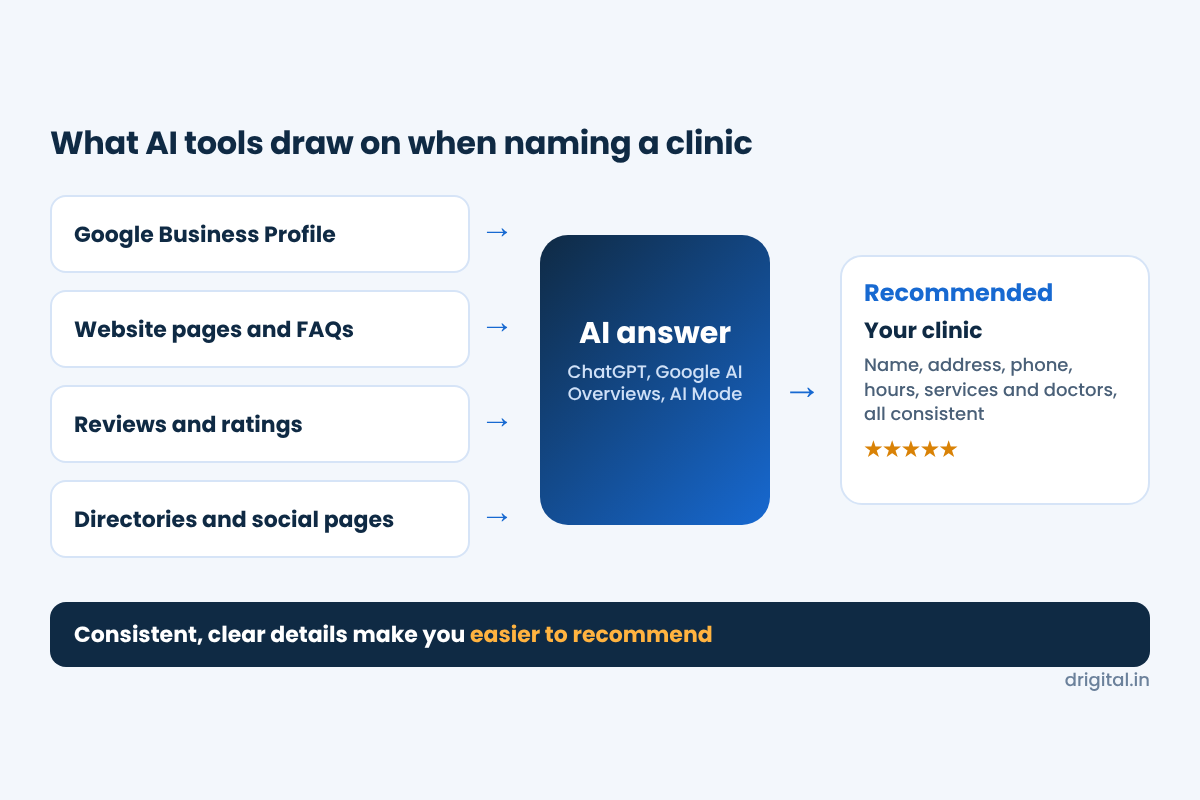 What AI tools draw on when naming a clinic
Google Business Profile
→
Website pages and FAQs
→
Reviews and ratings
→
Directories and social pages
→
AI answer
ChatGPT, Google AI
Overviews, AI Mode
→
Recommended
Your clinic
Name, address, phone,
hours, services and doctors,
all consistent
★★★★★
Consistent, clear details make you easier to recommend
drigital.in